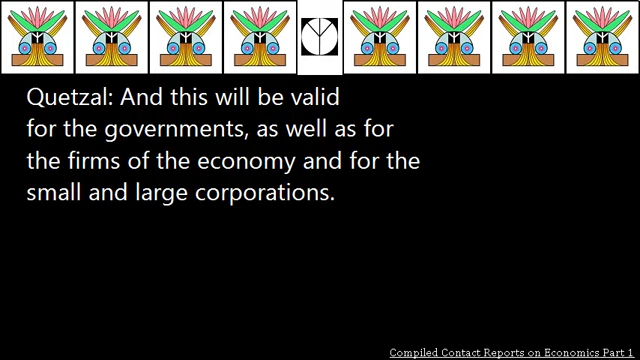 Quetzal: And this will be valid
for the governments, as well as for
the firms of the economy and for the
small and large corporations.
Compiled Contact Reports on Economics Part 1